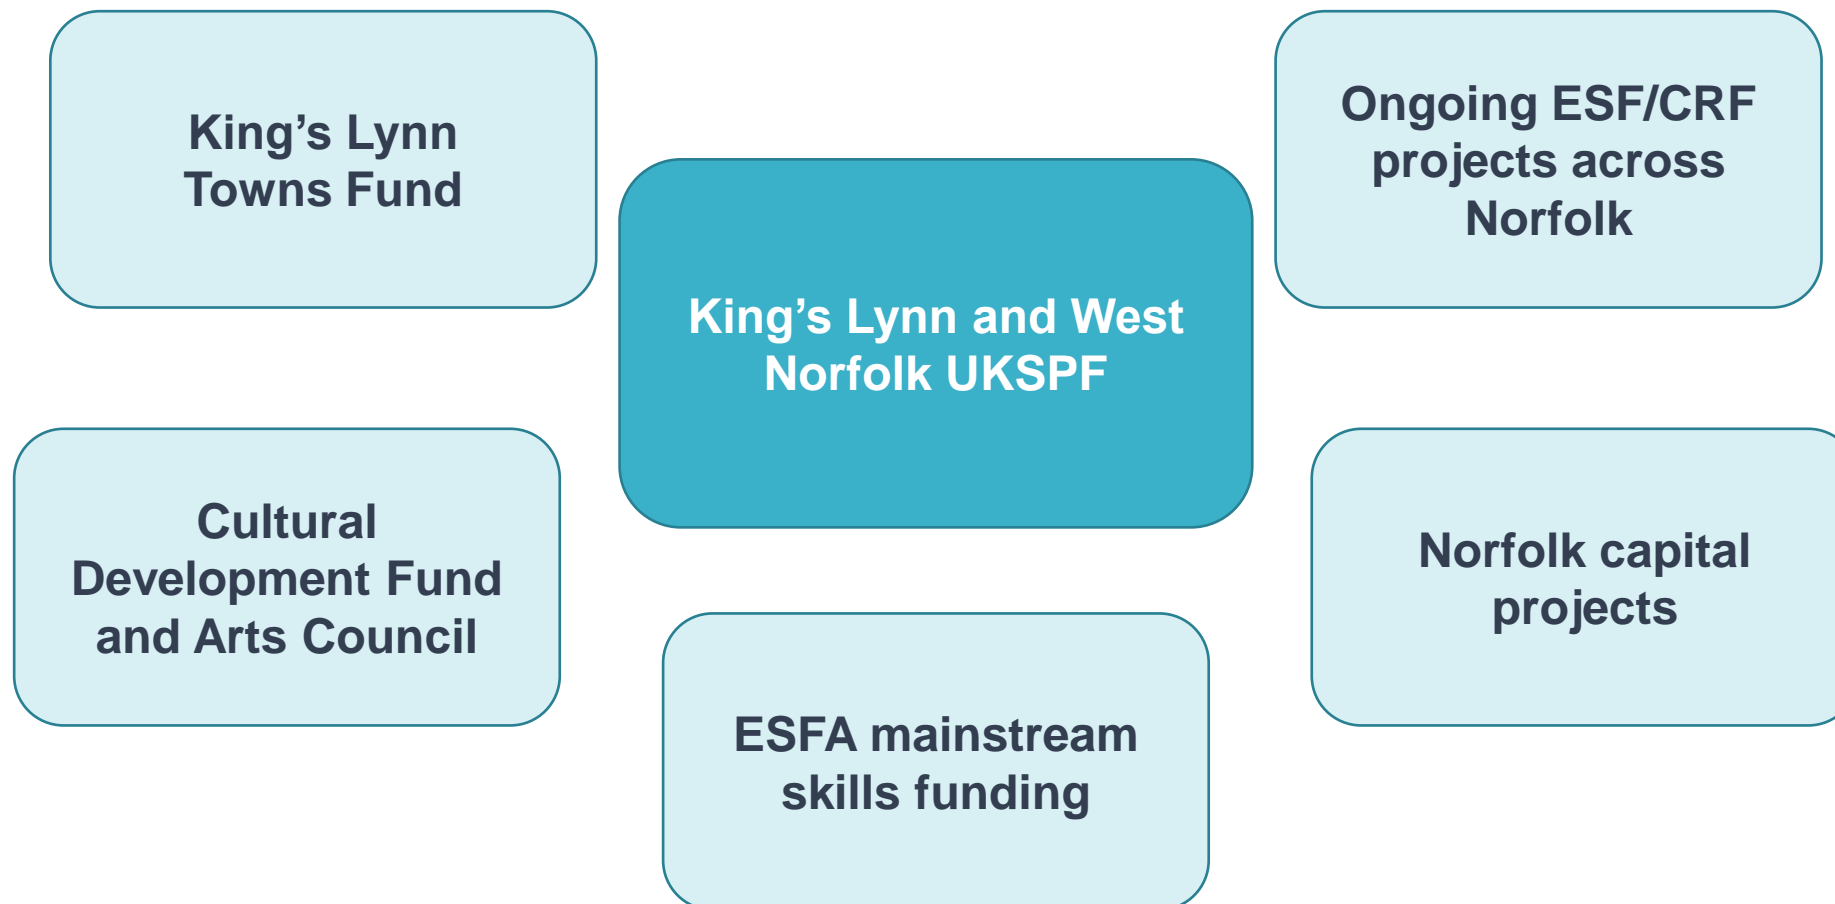 King’s Lynn
Towns Fund
Ongoing ESF/CRF
projects across
Norfolk
King’s Lynn and West
Norfolk UKSPF
Cultural
Development Fund
and Arts Council
Norfolk capital
projects
ESFA mainstream
skills funding